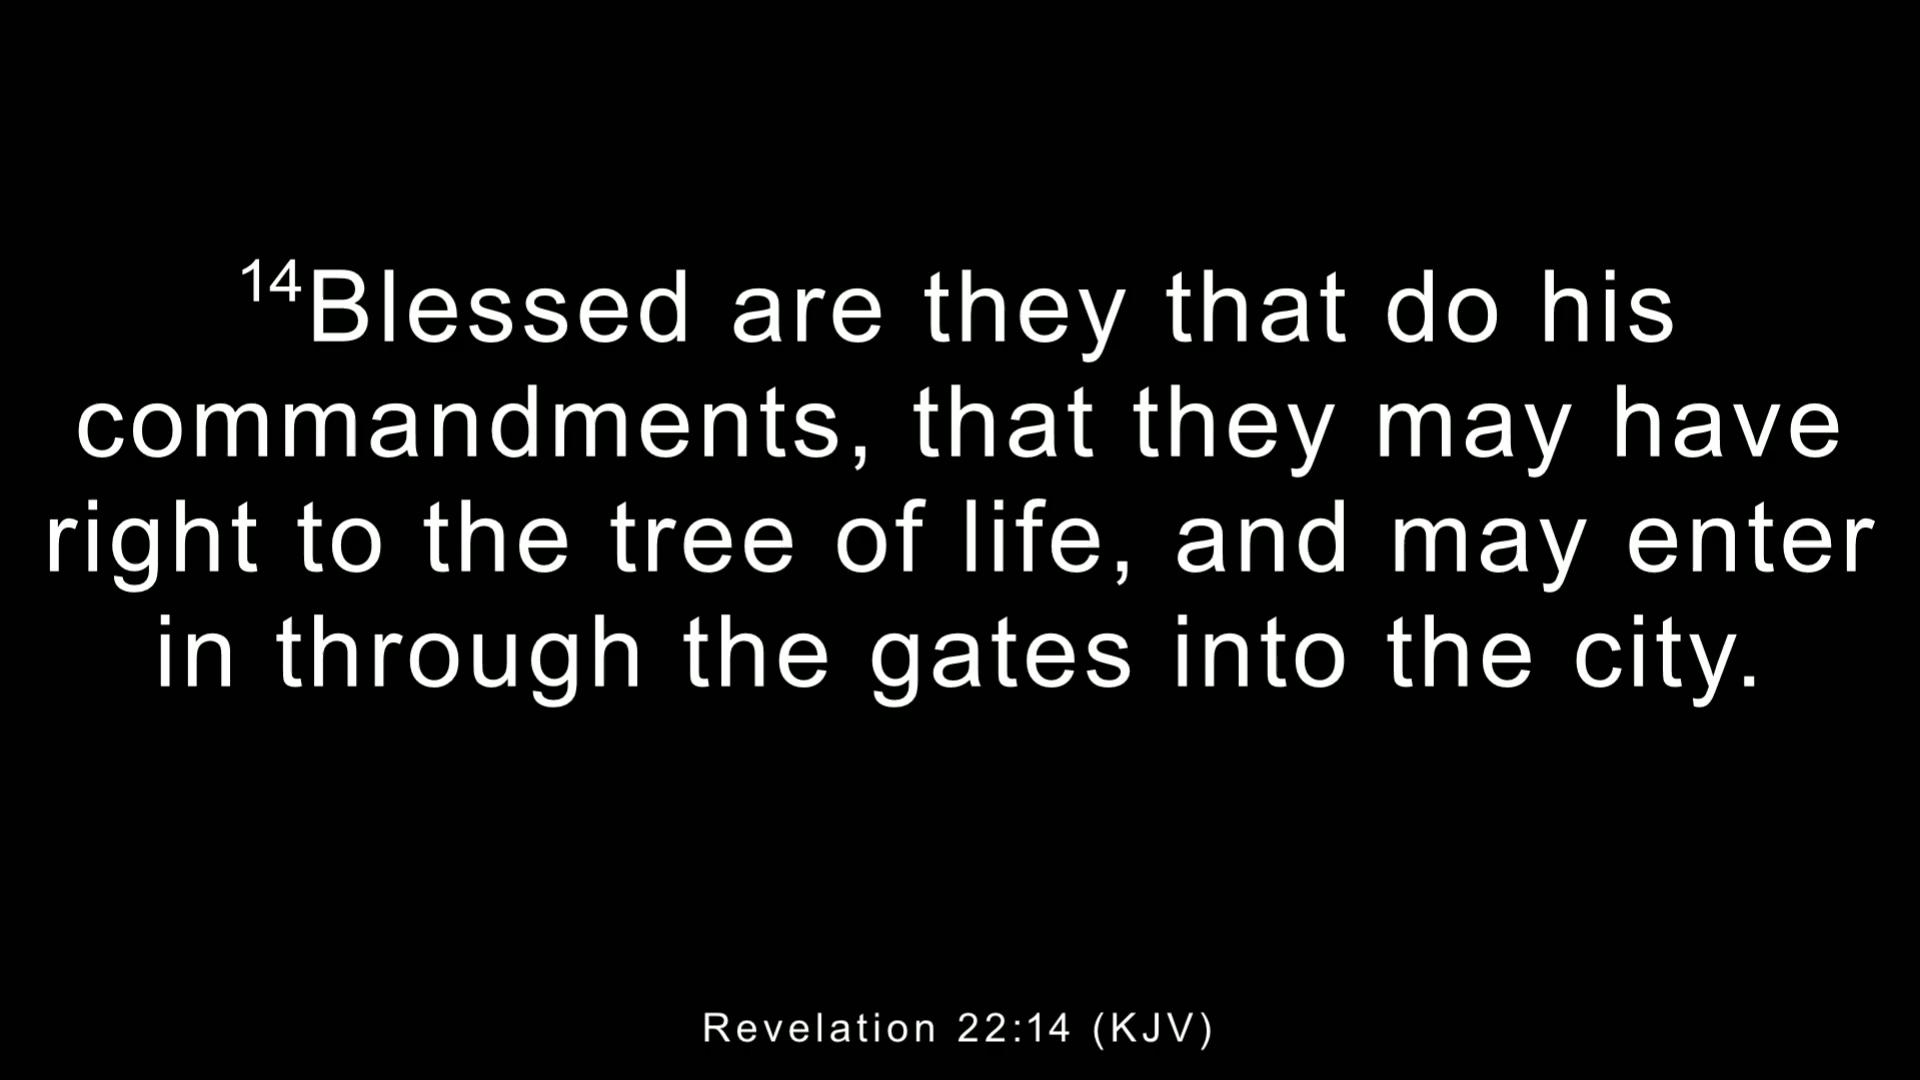 14Blessed are they that do his
commandments, that they may have
right to the tree of life, and may enter
in through the gates into the city.
Revelation 22:14 (KJV)